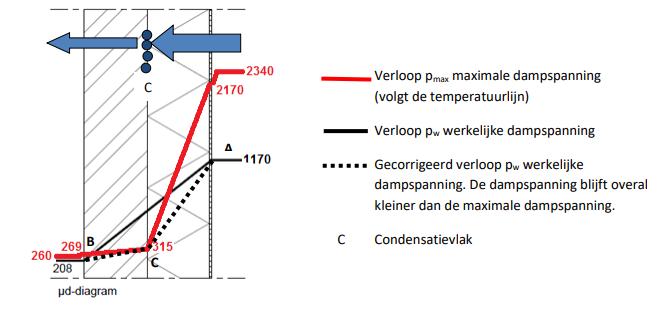 C
2340
2170
A
1170
B
269
315
260
208
C
µd-diagram
Verloop pmax maximale dampspanning
(volgt de temperatuurlijn)
Verloop pw werkelijke dampspanning
Gecorrigeerd verloop pw werkelijke
dampspanning. De dampspanning blijft overal
kleiner dan de maximale dampspanning.
C Condensatievlak